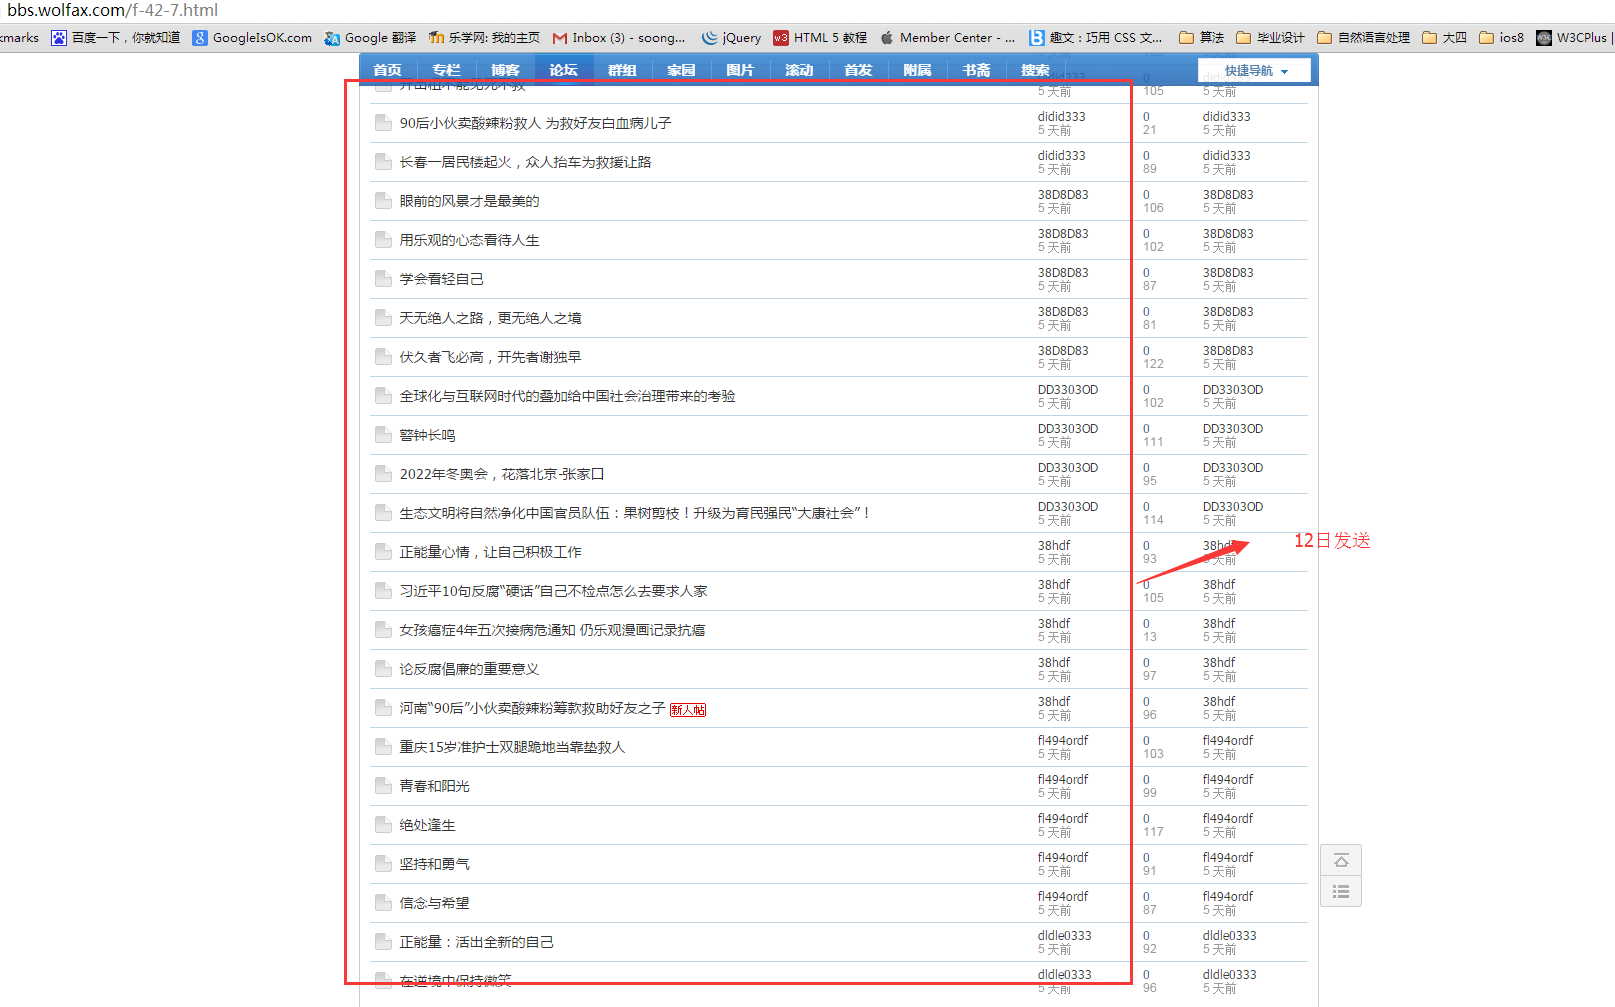 bbs.wolfax.com/f-42-7.html
kmarks 百度一下，你就知道 GoogleIsOK.com Google 翻译 乐学网: 我的主页 Inbox (3) - soong... jQuery HTML 5 教程 Member Center - ... 趣文：巧用 CSS 文... 算法 毕业设计 自然语言处理 大四 ios8 W3CPlus
首页 专栏 博客 论坛 群组 家园 图片 滚动 首发 附属 书斋 搜索 快捷导航
5 天前 105 5 天前
90后小伙卖酸辣粉救人 为救好友白血病儿子 didid333 0 didid333
5 天前 21 5 天前
长春一居民楼起火，众人抬车为救援让路 didid333 0 didid333
5 天前 89 5 天前
眼前的风景才是最美的 38D8D83 0 38D8D83
5 天前 106 5 天前
用乐观的心态看待人生 38D8D83 0 38D8D83
5 天前 102 5 天前
学会看轻自己 38D8D83 0 38D8D83
5 天前 87 5 天前
天无绝人之路，更无绝人之境 38D8D83 0 38D8D83
5 天前 81 5 天前
伏久者飞必高，开先者谢独早 38D8D83 0 38D8D83
5 天前 122 5 天前
全球化与互联网时代的叠加给中国社会治理带来的考验 DD3303OD 0 DD3303OD
5 天前 102 5 天前
警钟长鸣 DD3303OD 0 DD3303OD
5 天前 111 5 天前
2022年冬奥会，花落北京-张家口 DD3303OD 0 DD3303OD
5 天前 95 5 天前
生态文明将自然净化中国官员队伍：果树剪枝！升级为育民强民“大康社会”！ DD3303OD 0 DD3303OD
5 天前 114 5 天前
12日发送
正能量心情，让自己积极工作 38hdf 0 38hdf
5 天前 93 5 天前
习近平10句反腐“硬话”自己不检点怎么去要求人家 38hdf 0 38hdf
5 天前 105 5 天前
女孩癌症4年五次接病危通知 仍乐观漫画记录抗癌 38hdf 0 38hdf
5 天前 13 5 天前
论反腐倡廉的重要意义 38hdf 0 38hdf
5 天前 97 5 天前
河南“90后”小伙卖酸辣粉筹款救助好友之子 新人帖 38hdf 0 38hdf
5 天前 96 5 天前
重庆15岁准护士双腿跪地当靠垫救人 fl494ordf 0 fl494ordf
5 天前 103 5 天前
青春和阳光 fl494ordf 0 fl494ordf
5 天前 99 5 天前
绝处逢生 fl494ordf 0 fl494ordf
5 天前 117 5 天前
坚持和勇气 fl494ordf 0 fl494ordf
5 天前 91 5 天前
信念与希望 fl494ordf 0 fl494ordf
5 天前 87 5 天前
正能量：活出全新的自己 dldle0333 0 dldle0333
5 天前 92 5 天前
在逆境中保持微笑 dldle0333 0 dldle0333
5 天前 96 5 天前